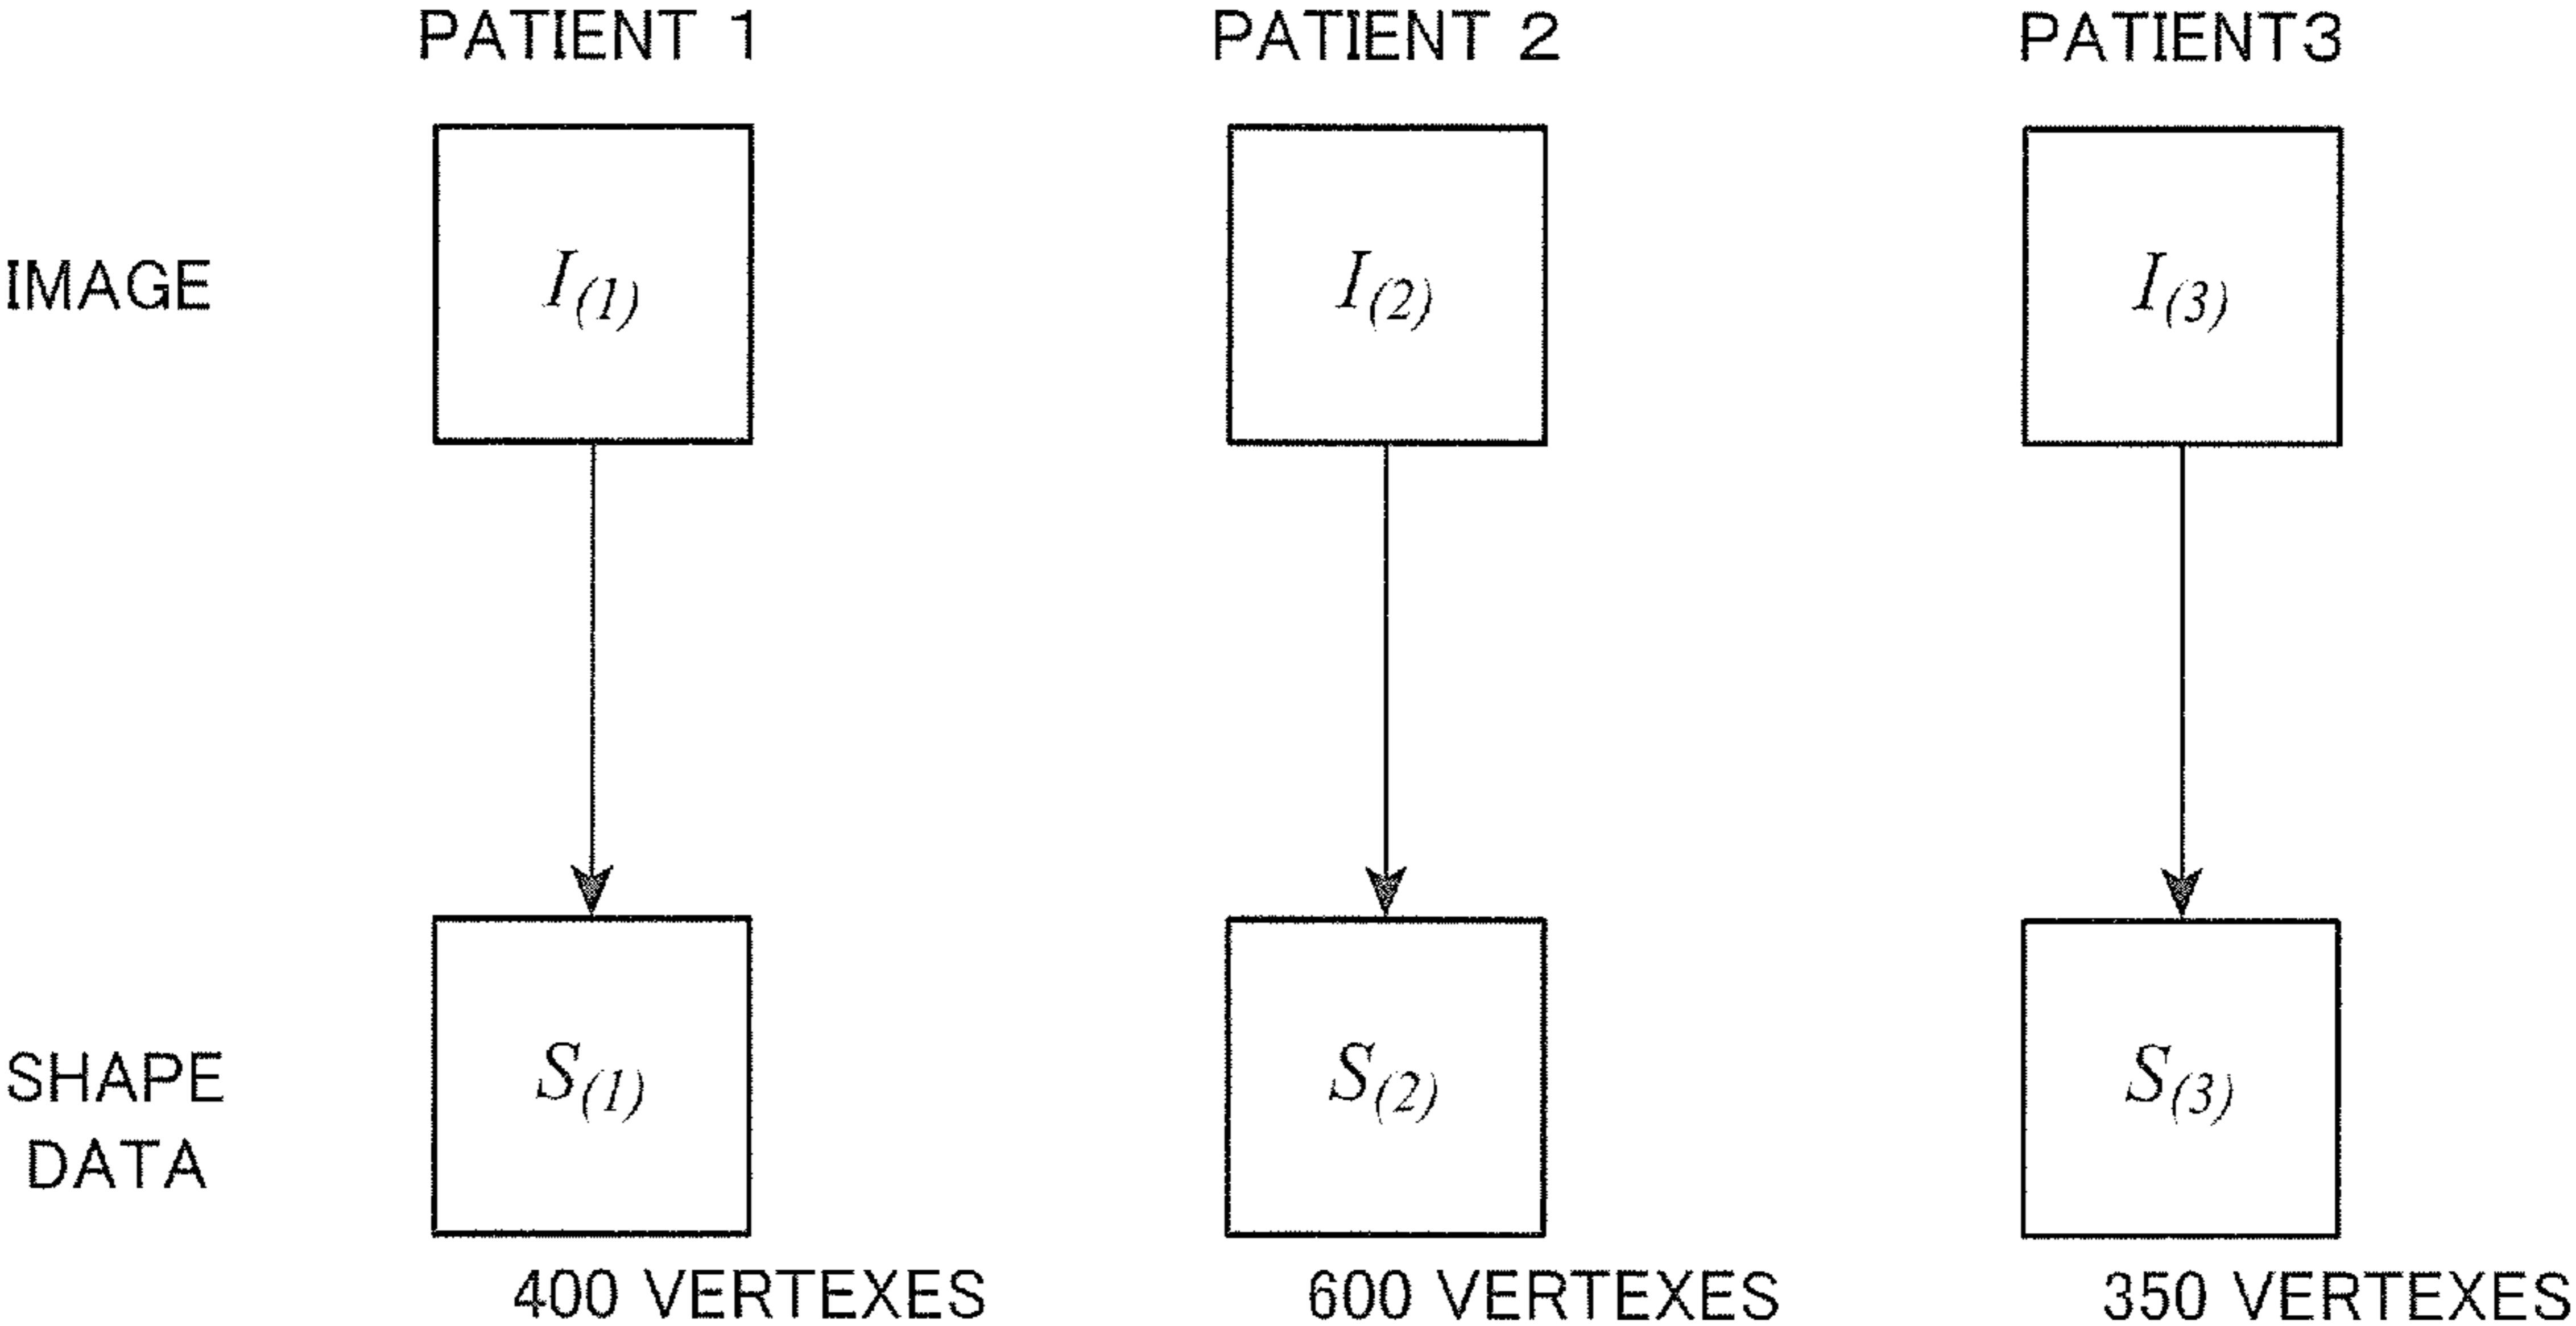 PATIENT 1 PATIENT 2 PATIENT3
IMAGE I(1) I(2) I(3)
SHAPE S(1) S(2) S(3)
DATA
400 VERTEXES 600 VERTEXES 350 VERTEXES